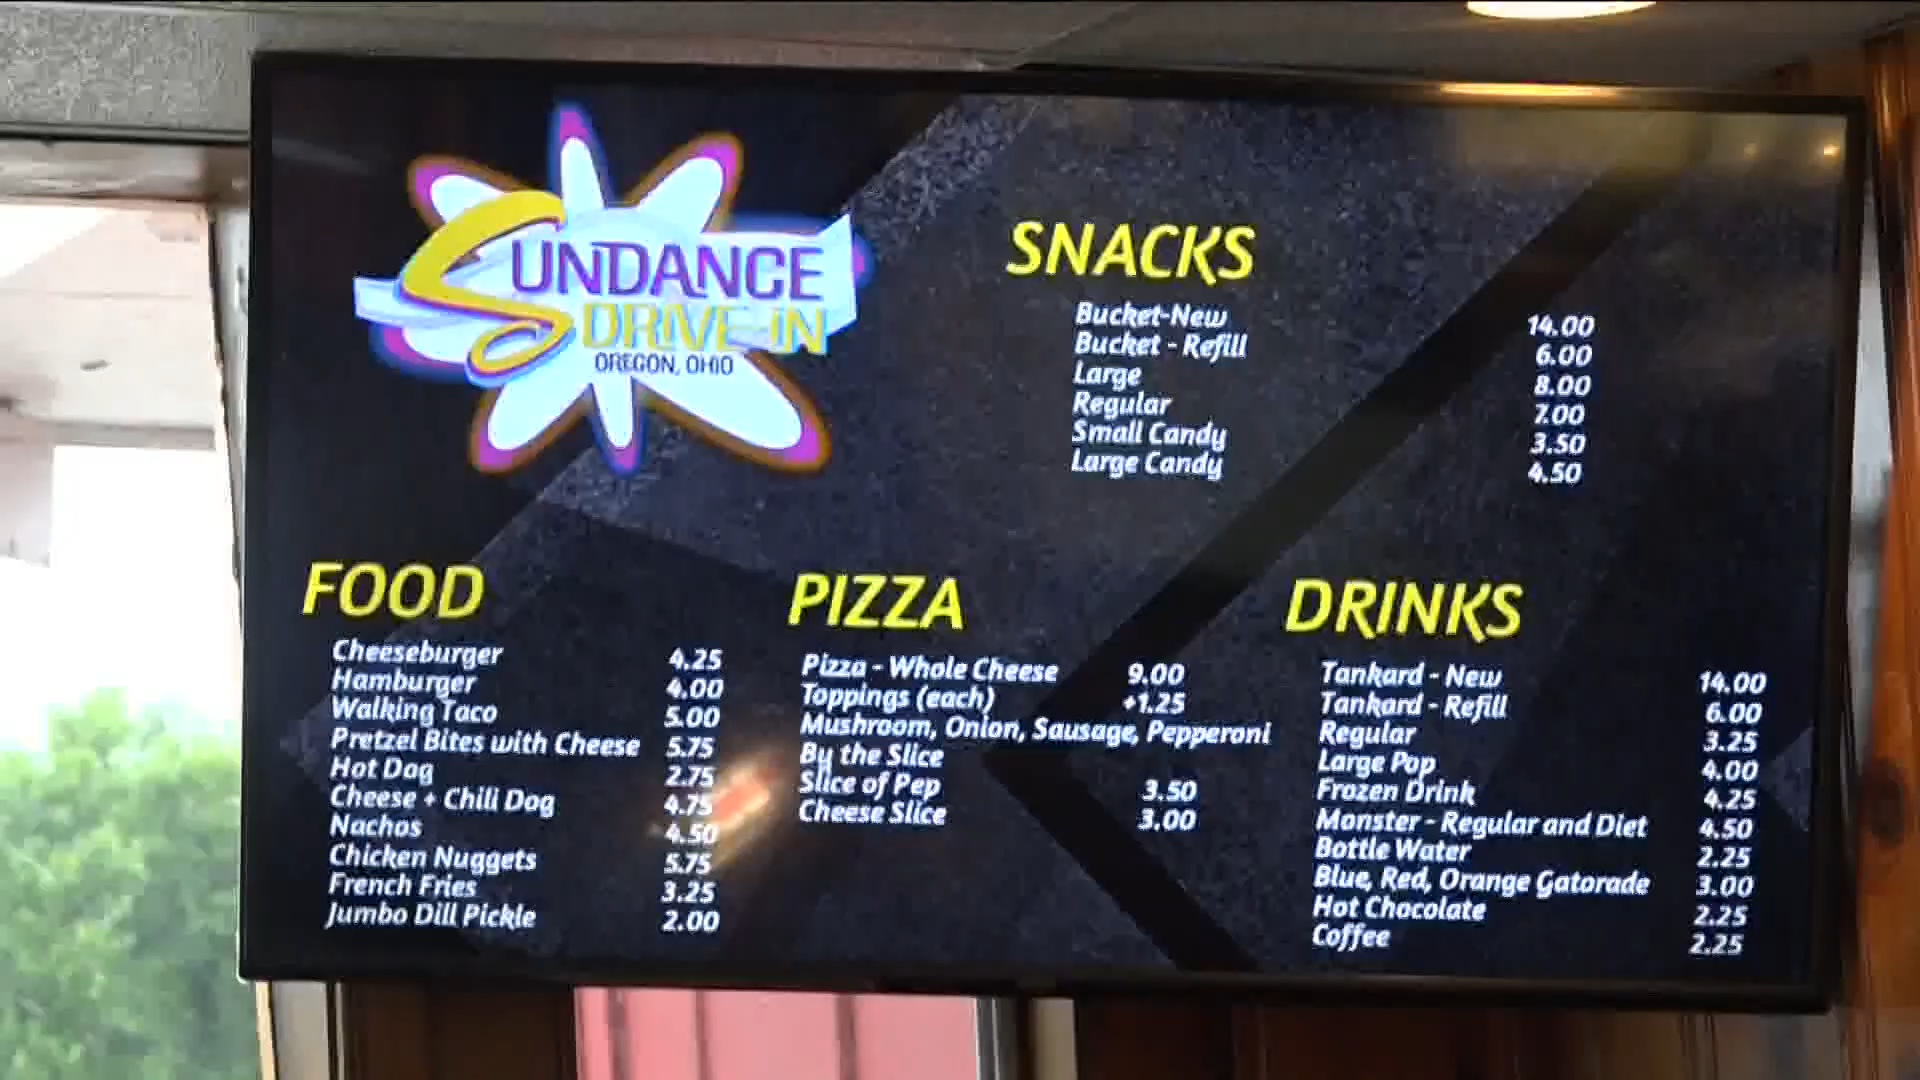 SUNDANCE
DRIVE-IN
OREGON, OHIO
SNACKS
Bucket-New 14.00
Bucket - Refill 6.00
Large 8.00
Regular 7.00
Small Candy 3.50
Large Candy 4.50
FOOD
Cheeseburger 4.25
Hamburger 4.00
Walking Taco 5.00
Pretzel Bites with Cheese 5.75
Hot Dog 2.75
Cheese + Chili Dog 4.75
Nachos 4.50
Chicken Nuggets 5.75
French Fries 3.25
Jumbo Dill Pickle 2.00
PIZZA
Pizza - Whole Cheese 9.00
Toppings (each) +1.25
Mushroom, Onion, Sausage, Pepperoni
By the Slice
Slice of Pep 3.50
Cheese Slice 3.00
DRINKS
Tankard - New 14.00
Tankard - Refill 6.00
Regular 3.25
Large Pop 4.00
Frozen Drink 4.25
Monster - Regular and Diet 4.50
Bottle Water 2.25
Blue, Red, Orange Gatorade 3.00
Hot Chocolate 2.25
Coffee 2.25